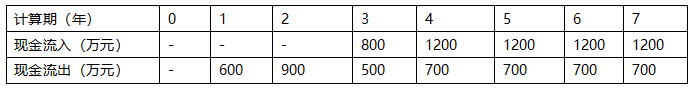 计算期（年） 0 1 2 3 4 5 6 7
现金流入（万元） - - - 800 1200 1200 1200 1200
现金流出（万元） - 600 900 500 700 700 700 700